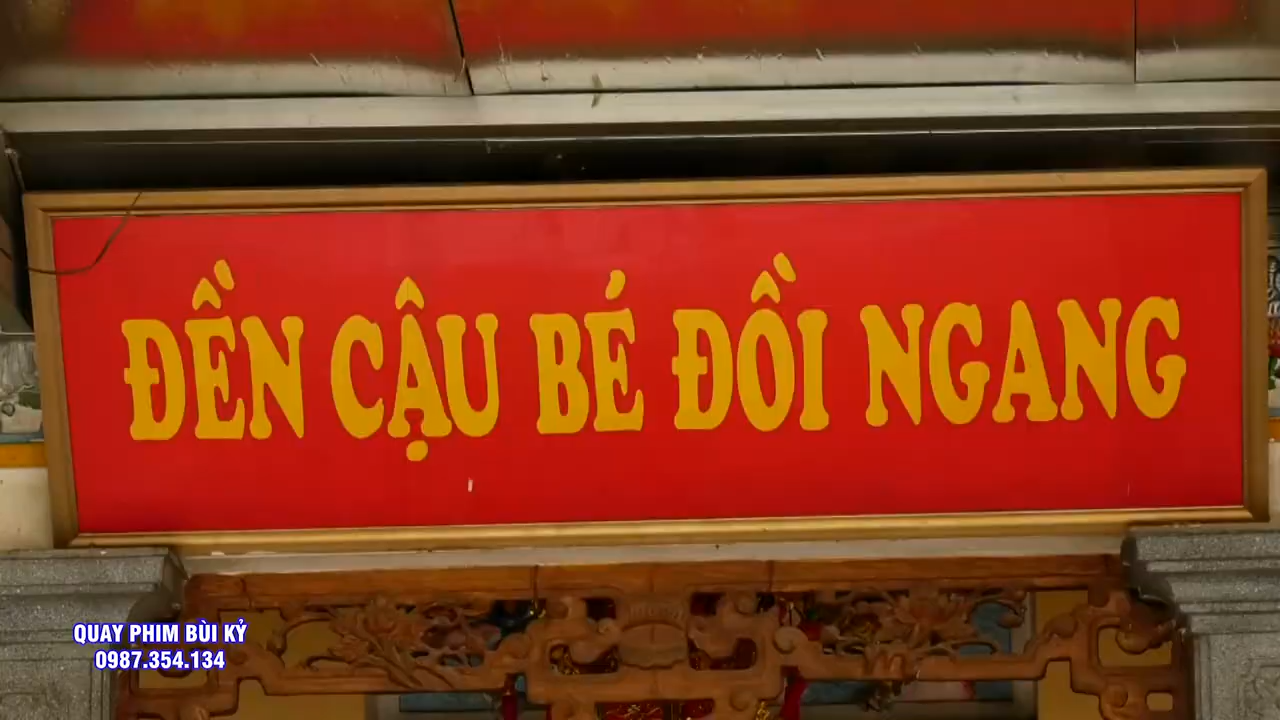 ĐỀN CẬU BÉ ĐỒI NGANG
QUAY PHIM BÙI KỶ
0987.354.134